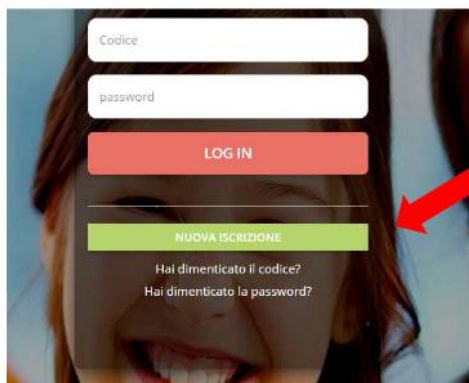 Codice
password
LOG IN
NUOVA ISCRIZIONE
Hai dimenticato il codice?
Hai dimenticato la password?